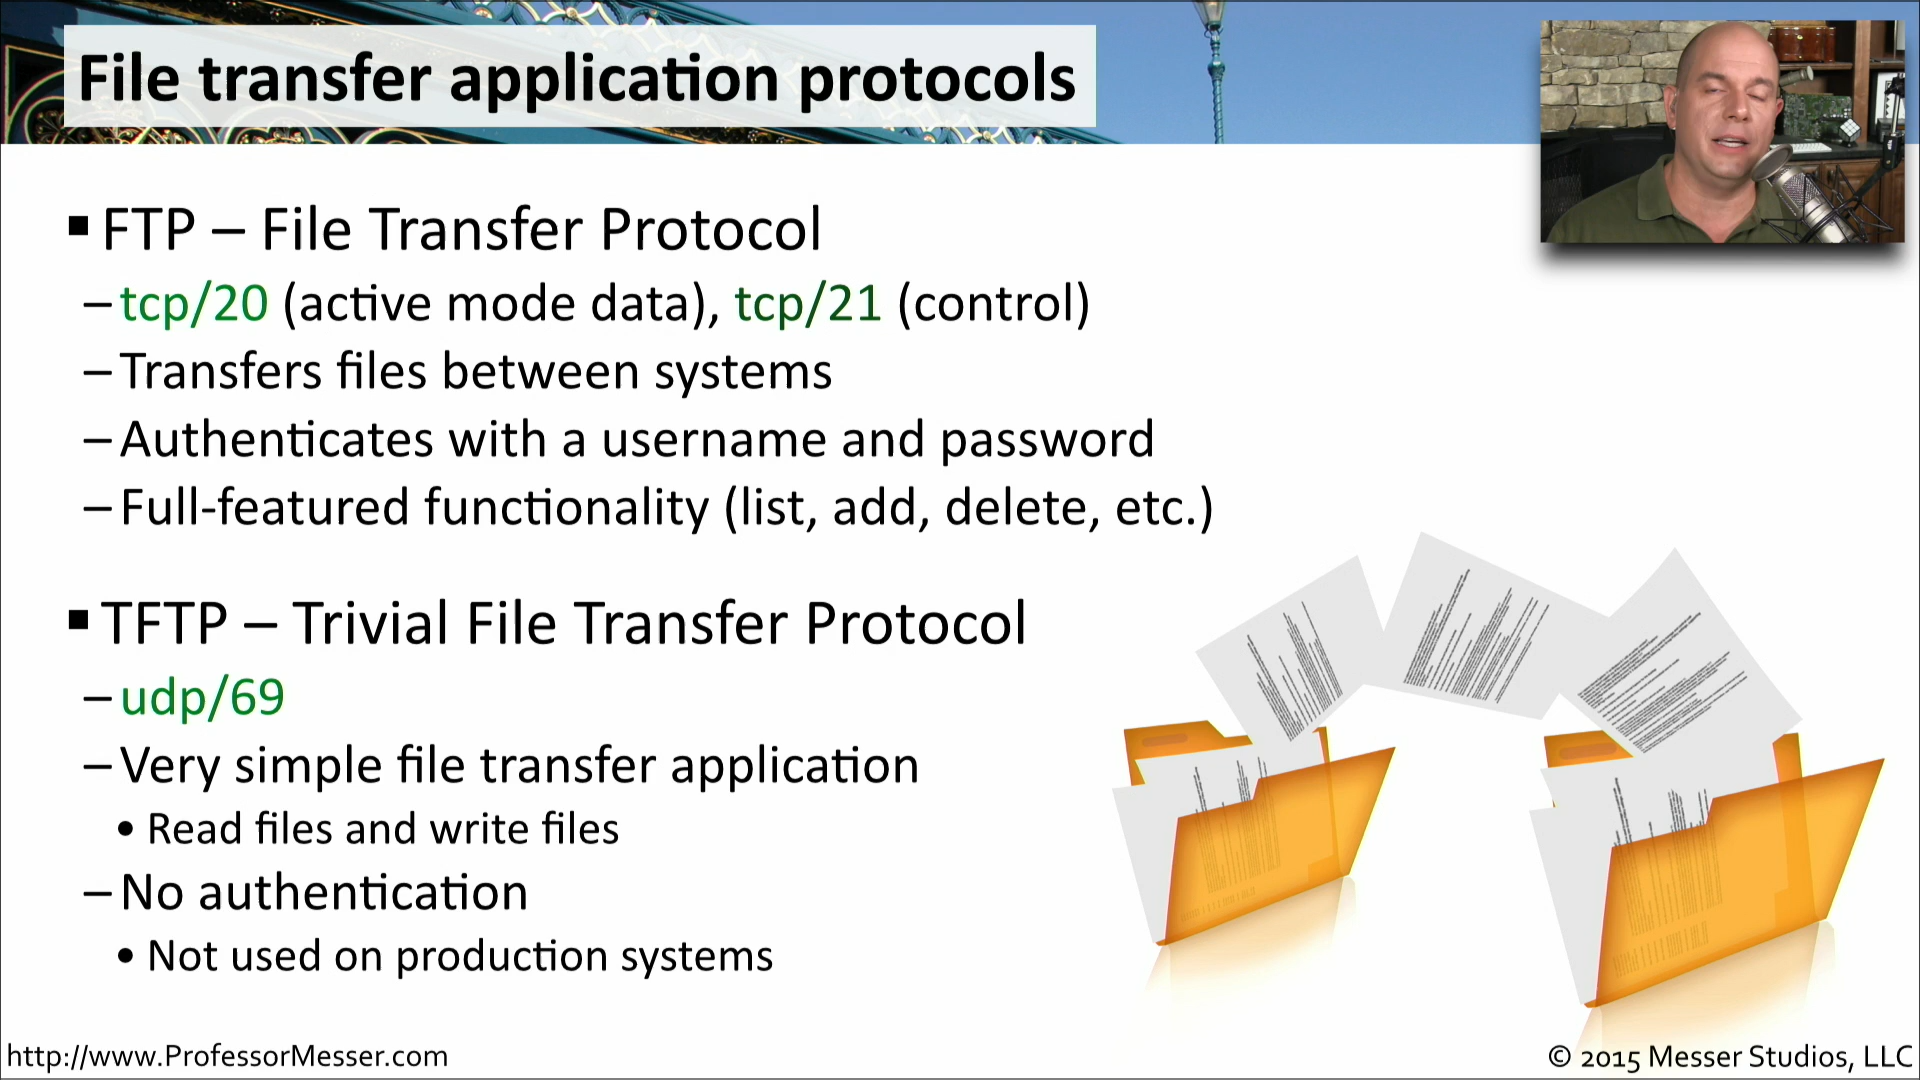 File transfer application protocols
▪ FTP – File Transfer Protocol
– tcp/20 (active mode data), tcp/21 (control)
– Transfers files between systems
– Authenticates with a username and password
– Full-featured functionality (list, add, delete, etc.)
▪ TFTP – Trivial File Transfer Protocol
– udp/69
– Very simple file transfer application
• Read files and write files
– No authentication
• Not used on production systems
http://www.ProfessorMesser.com
© 2015 Messer Studios, LLC